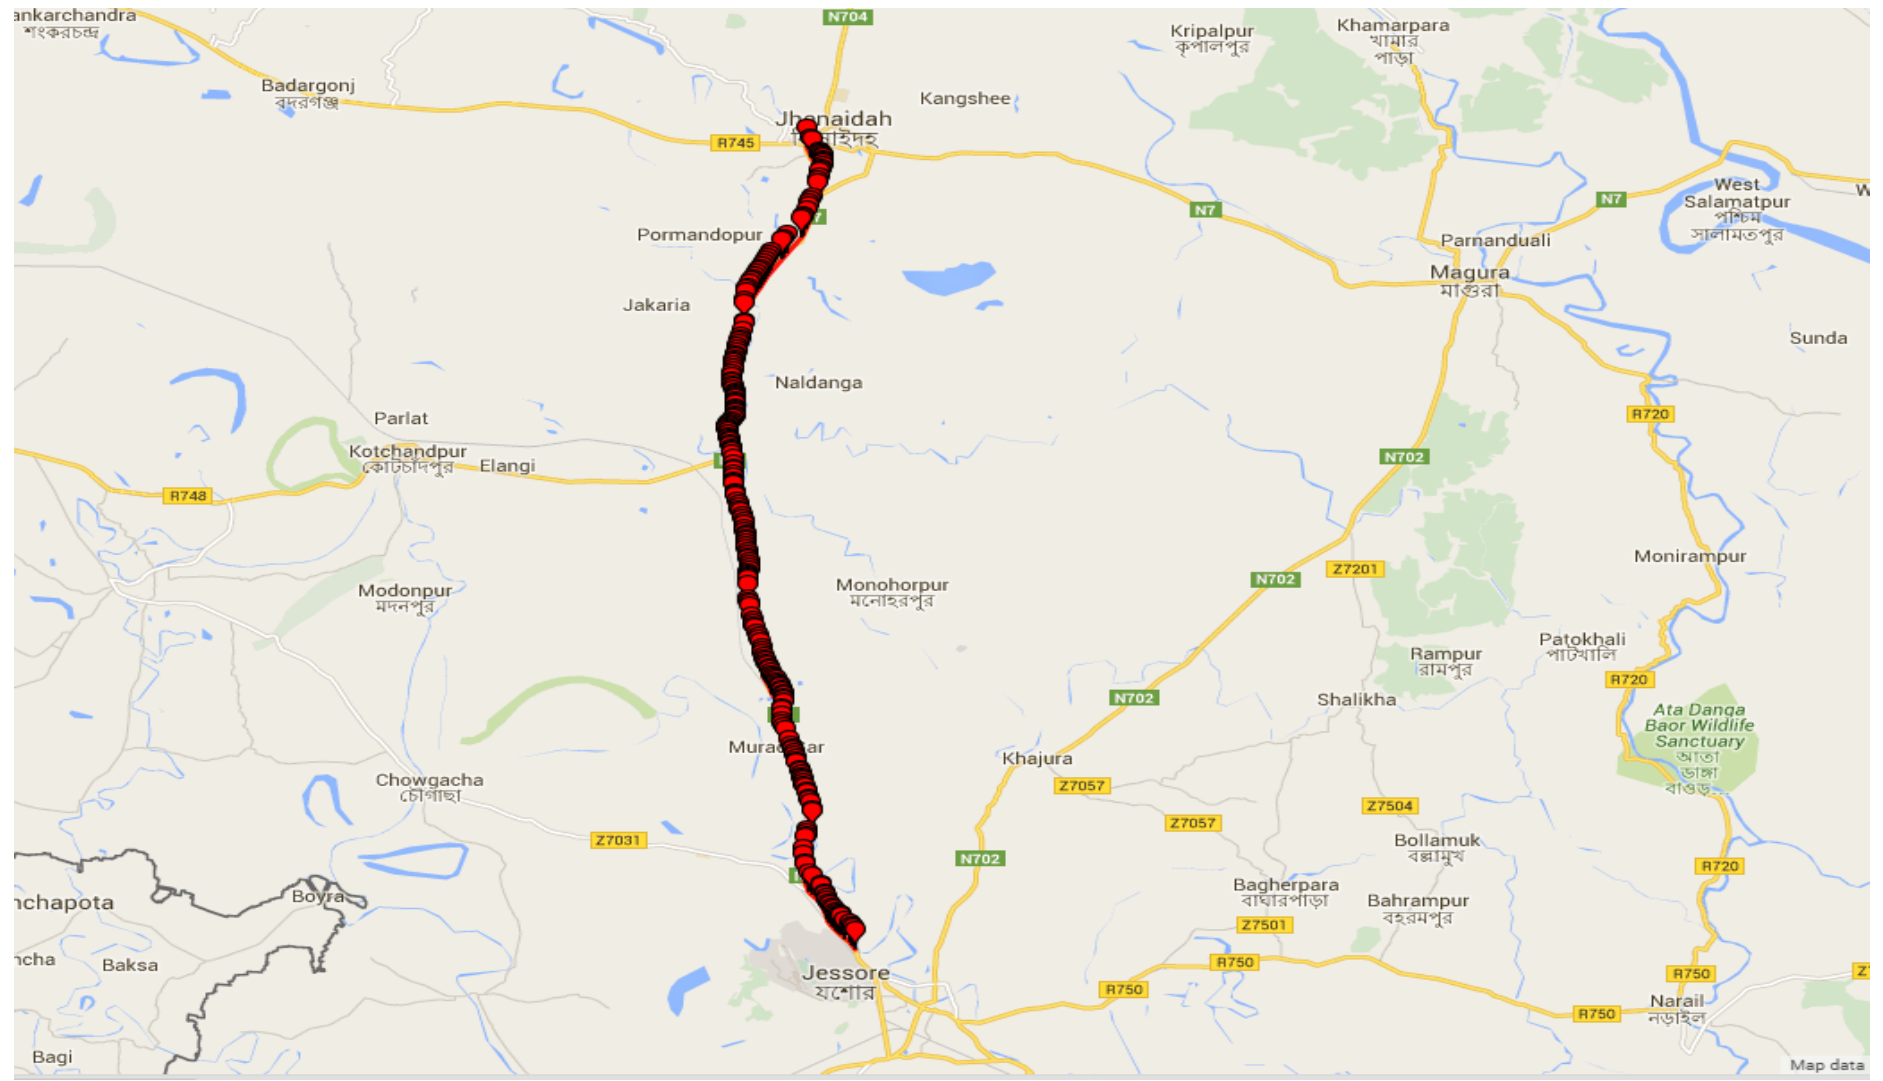 ankarchandra
শংকরচন্দ্র
N704
Kripalpur
কৃপালপুর
Khamarpara
খামার
পাড়া
Badargonj
বদরগঞ্জ
Kangshee
Jhenaidah
R745
N7
N7
West
Salamatpur
পশ্চিম
সালামতপুর
Pormandopur
Parnanduali
Magura
মাগুরা
Jakaria
Sunda
Naldanga
Parlat
R720
Kotchandpur
কোটচাঁদপুর
Elangi
N702
R748
Monirampur
Z7201
N702
Modonpur
মদনপুর
Monohorpur
মনোহরপুর
Patokhali
পাটখালি
Rampur
রামপুর
R720
N702
Shalikha
Ata Danga
Baor Wildlife
Sanctuary
আতা
ডাঙ্গা
বাওড়...
Khajura
Chowgacha
চৌগাছা
Z7057
Z7504
Z7057
Z7031
Bollamuk
বল্লামুখ
N702
R720
Bagherpara
বাঘারপাড়া
Boyra
nchapota
Bahrampur
বহরমপুর
Z7501
ncha
Baksa
Jessore
যশোর
R750
R750
R750
Narail
নড়াইল
R750
Bagi
Map data